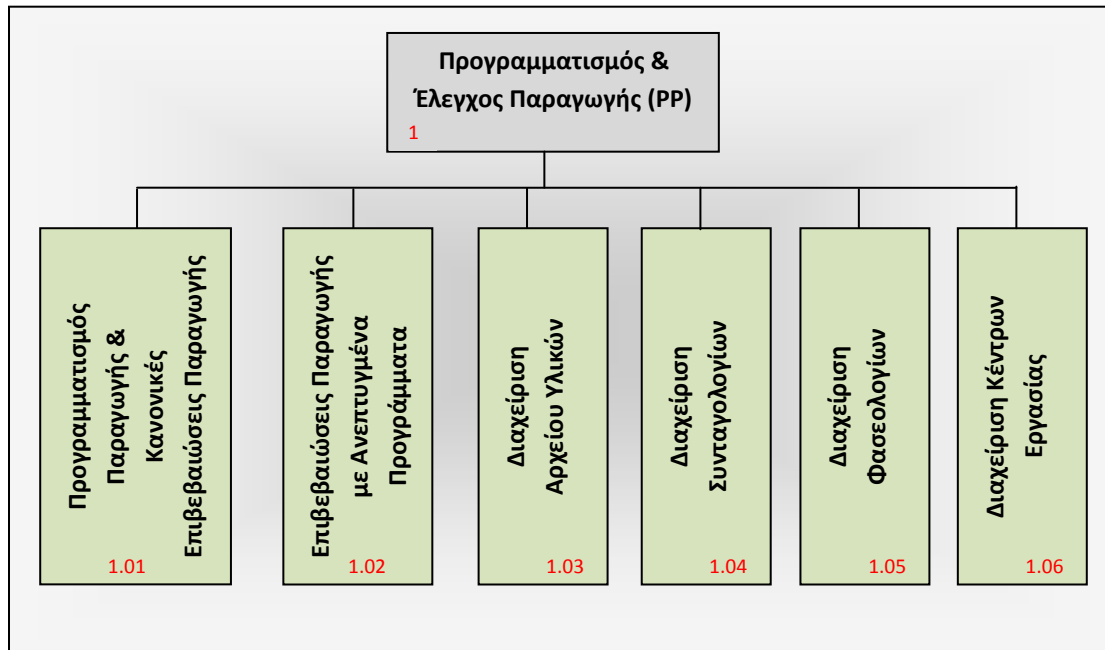 Προγραμματισμός &
Έλεγχος Παραγωγής (PP)
1
Προγραμματισμός
Παραγωγής &
Κανονικές
Επιβεβαιώσεις Παραγωγής
1.01
Επιβεβαιώσεις Παραγωγής
με Ανεπτυγμένα
Προγράμματα
1.02
Διαχείριση
Αρχείου Υλικών
1.03
Διαχείριση
Συνταγολογίων
1.04
Διαχείριση
Φασεολογίων
1.05
Διαχείριση Κέντρων
Εργασίας
1.06